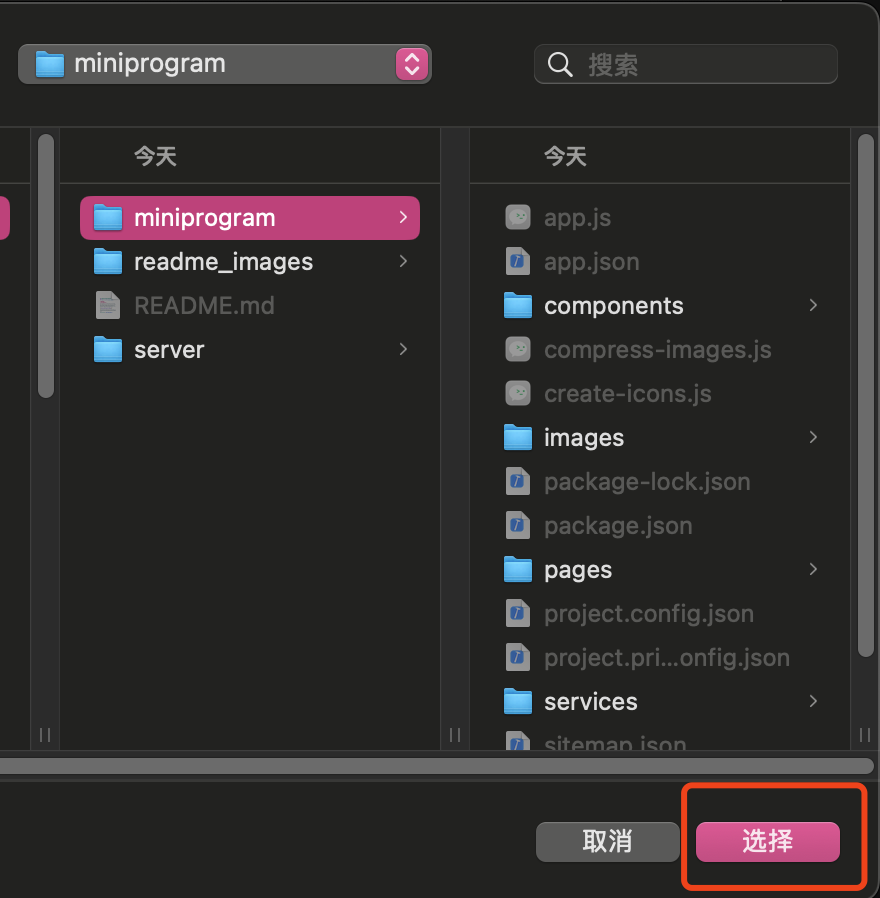 miniprogram
搜索
今天
miniprogram
readme_images
README.md
server
今天
app.js
app.json
components
compress-images.js
create-icons.js
images
package-lock.json
package.json
pages
project.config.json
project.pri...onfig.json
services
sitemap.json
取消
选择